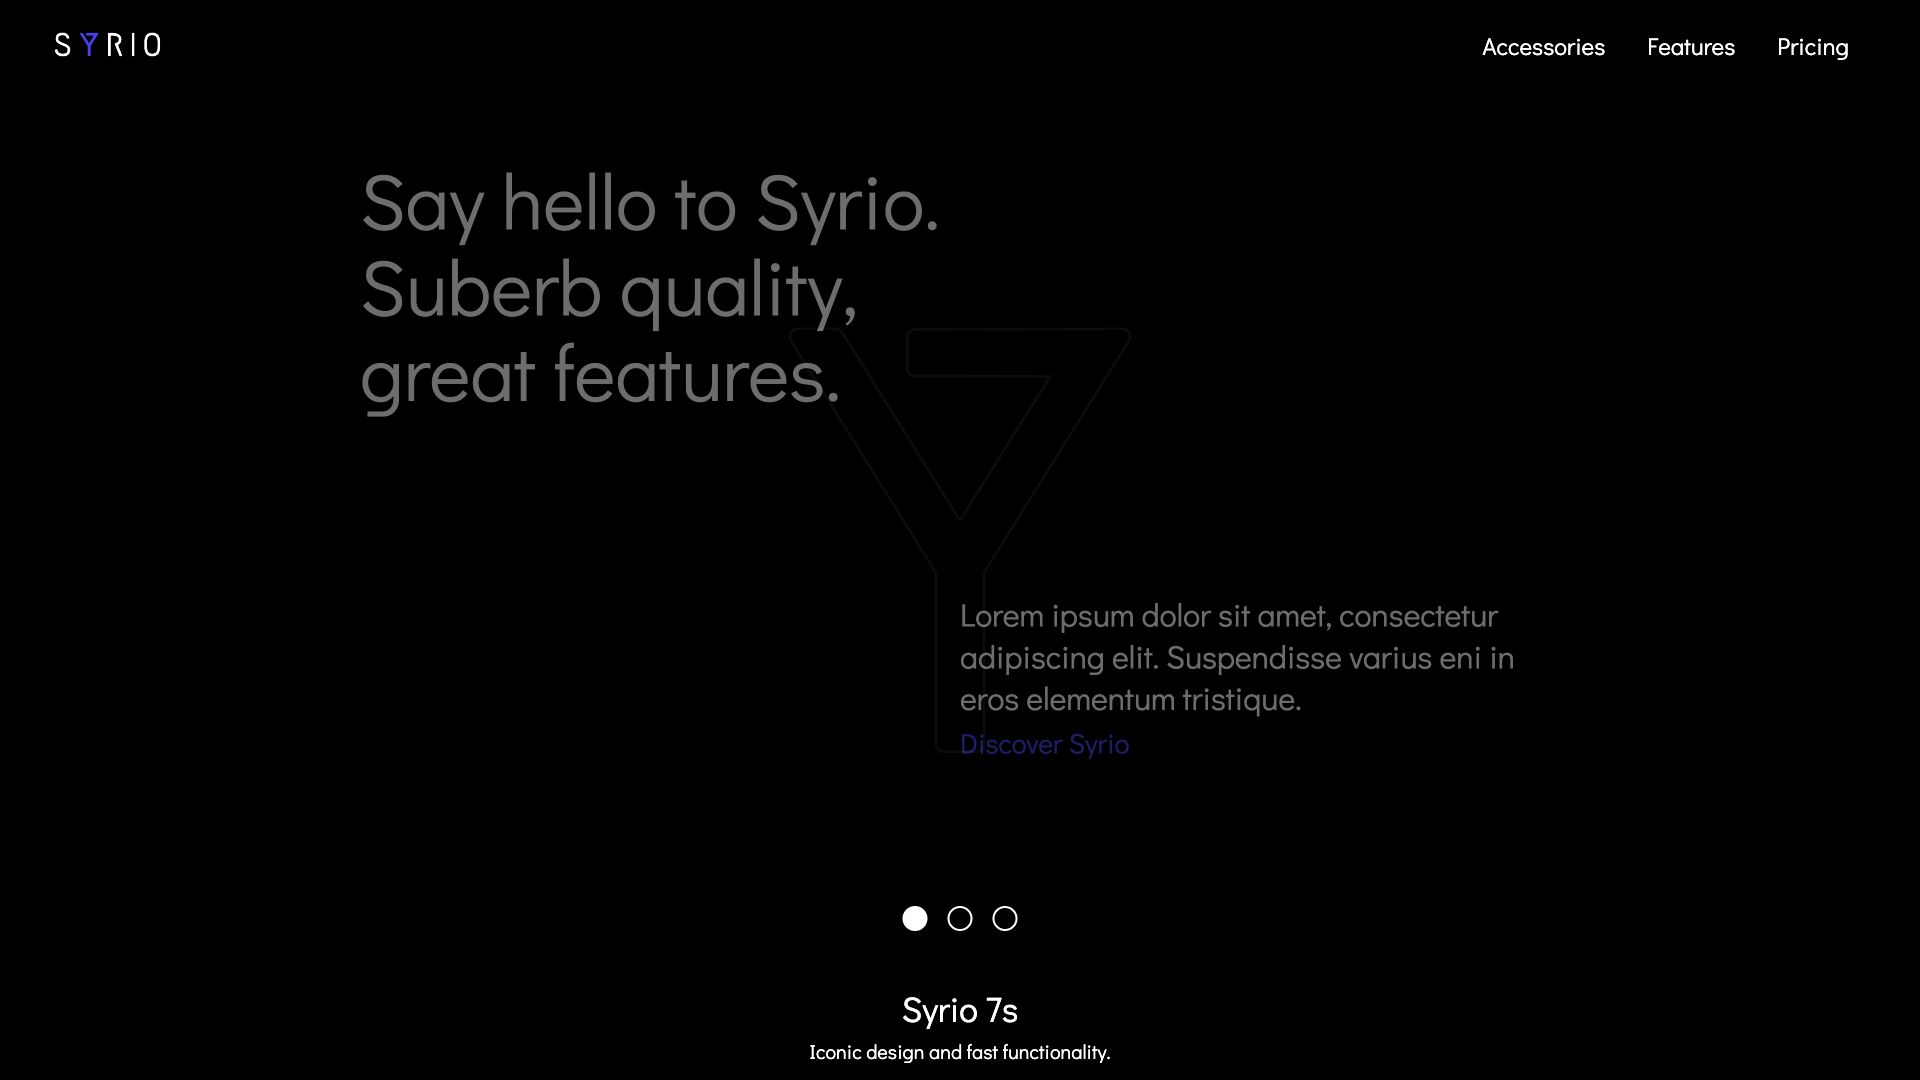 SYRIO
Accessories
Features
Pricing
Say hello to Syrio.
Suberb quality,
great features.
Lorem ipsum dolor sit amet, consectetur
adipiscing elit. Suspendisse varius eni in
eros elementum tristique.
Discover Syrio
Syrio 7s
Iconic design and fast functionality.